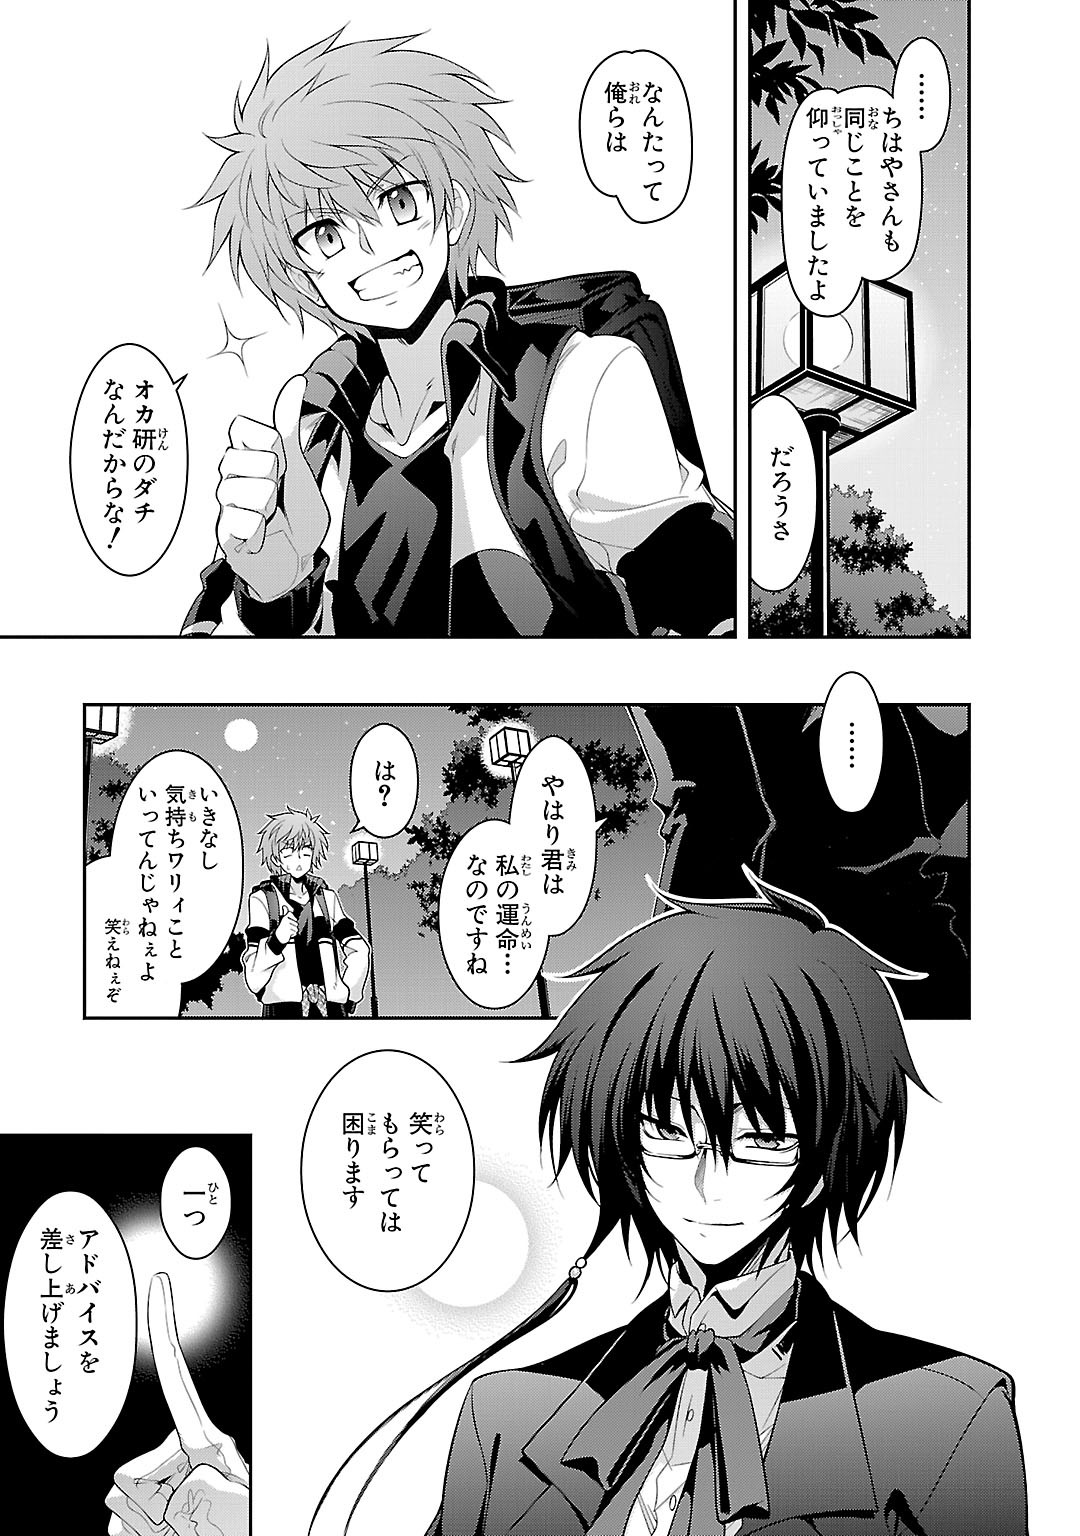 ……
ちはやさんも
同じことを
仰っていましたよ
だろうさ
なんたって
俺らは
オカ研のダチ
なんだからな！
……
やはり君は
私の運命…
なのですね
は？
いきなし
気持ちワリィこと
いってんじゃねぇよ
笑えねぇぞ
笑って
もらっては
困ります
一つ
アドバイスを
差し上げましょう